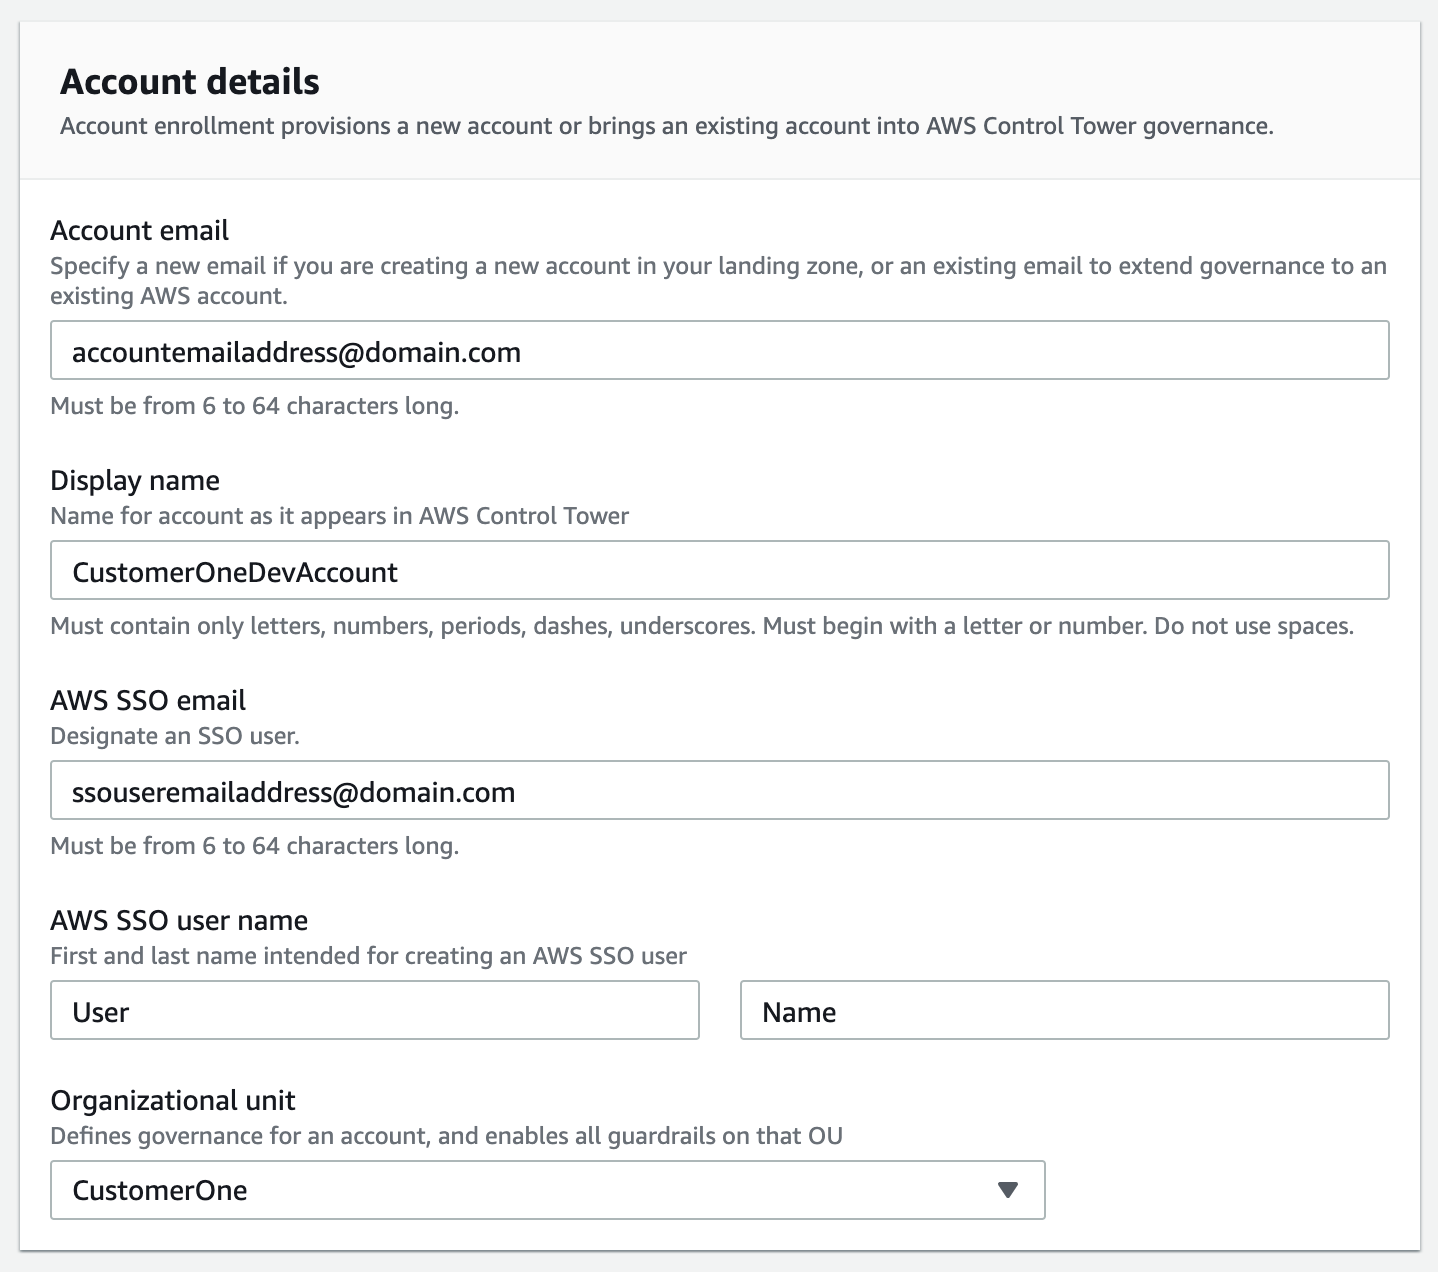 Account details
Account enrollment provisions a new account or brings an existing account into AWS Control Tower governance.
Account email
Specify a new email if you are creating a new account in your landing zone, or an existing email to extend governance to an
existing AWS account.
accountemailaddress@domain.com
Must be from 6 to 64 characters long.
Display name
Name for account as it appears in AWS Control Tower
CustomerOneDevAccount
Must contain only letters, numbers, periods, dashes, underscores. Must begin with a letter or number. Do not use spaces.
AWS SSO email
Designate an SSO user.
ssouseremailaddress@domain.com
Must be from 6 to 64 characters long.
AWS SSO user name
First and last name intended for creating an AWS SSO user
User Name
Organizational unit
Defines governance for an account, and enables all guardrails on that OU
CustomerOne